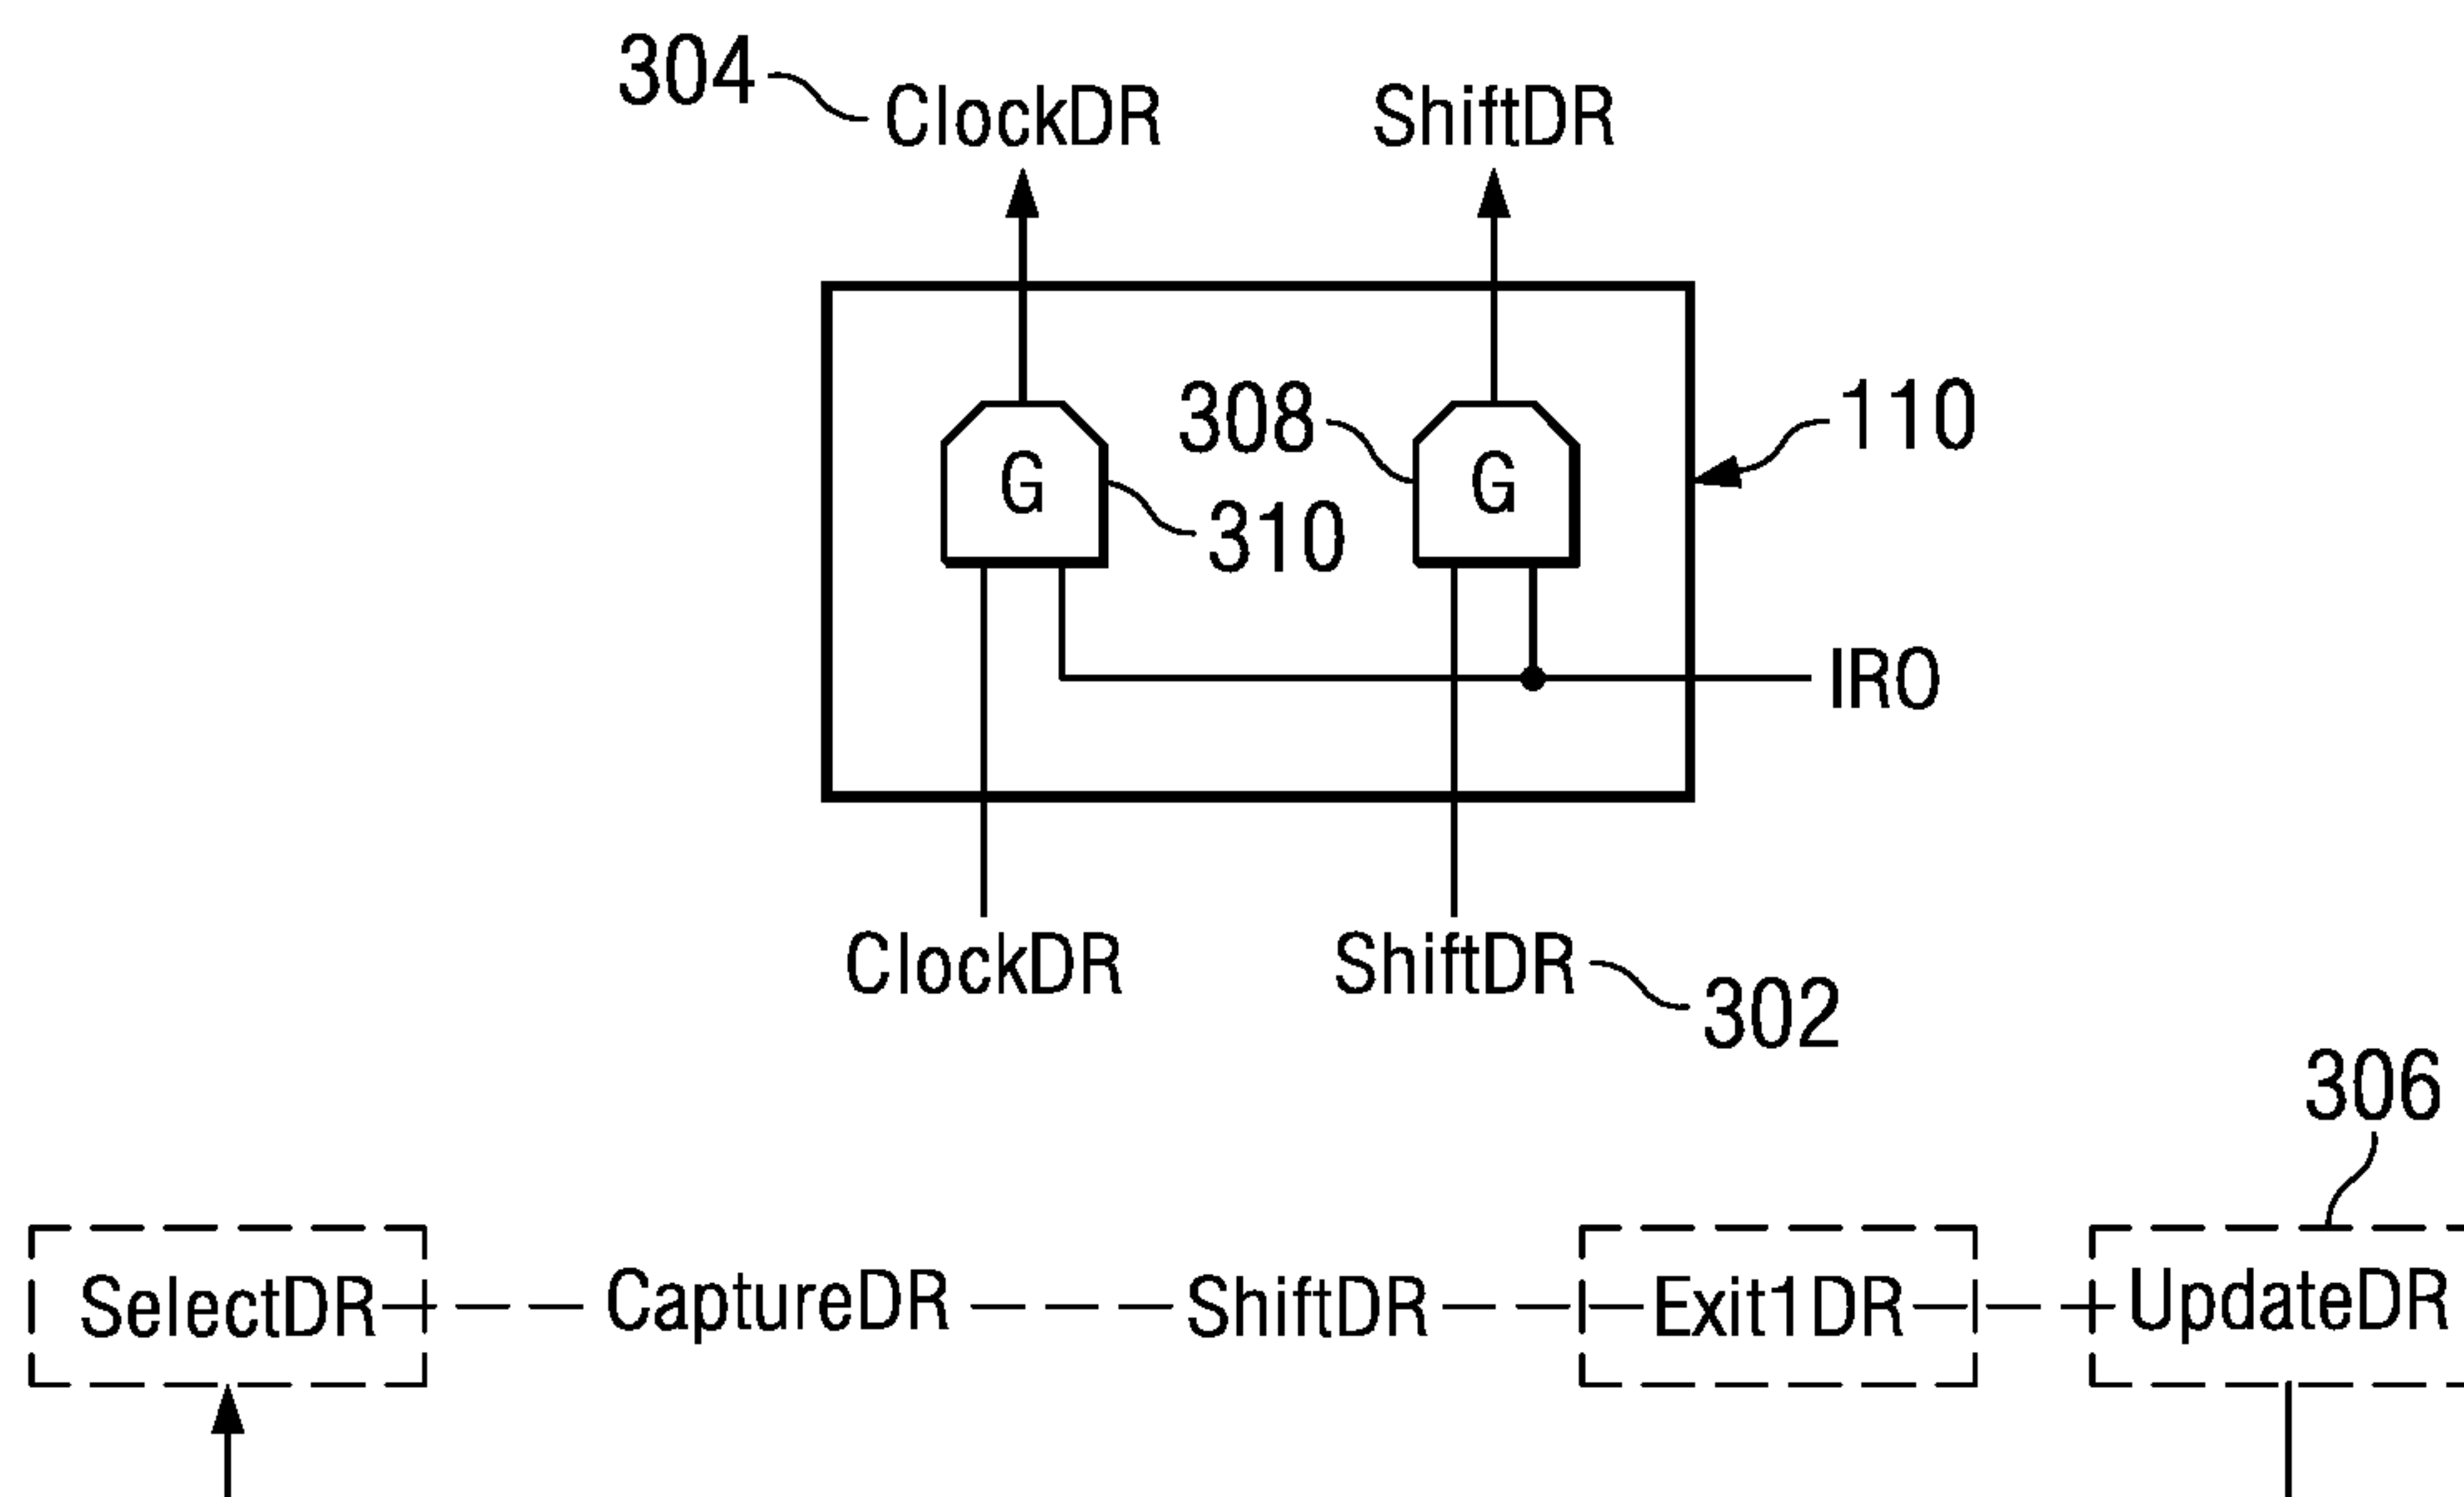 304
ClockDR
ShiftDR
308
G
G
110
310
IRO
ClockDR
ShiftDR
302
306
SelectDR
CaptureDR
ShiftDR
Exit1DR
UpdateDR